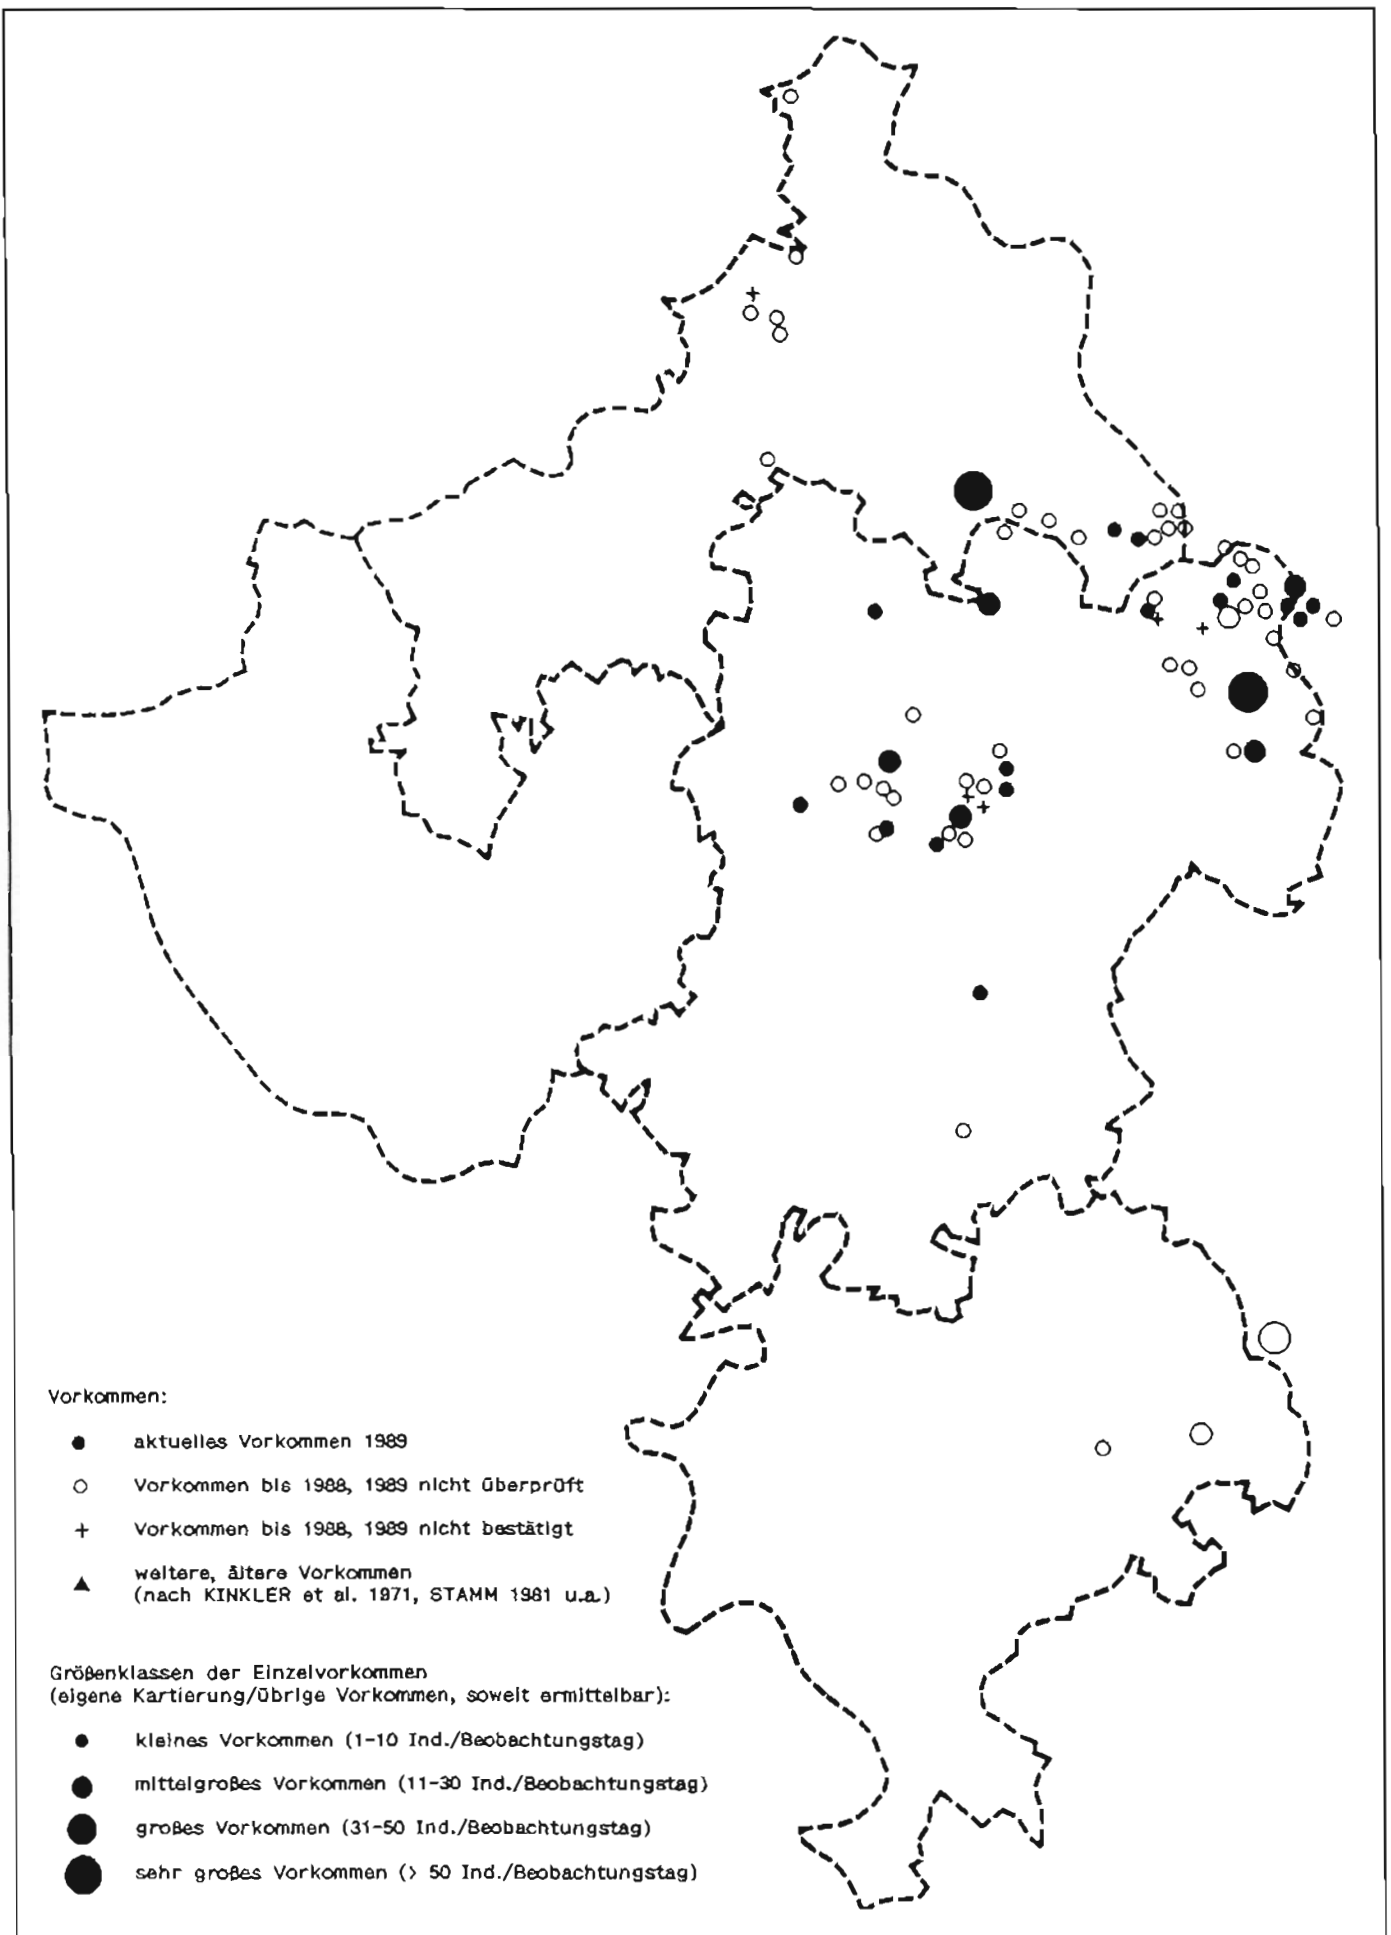 Vorkommen:
aktuelles Vorkommen 1989
Vorkommen bis 1988, 1989 nicht überprüft
Vorkommen bis 1988, 1989 nicht bestätigt
weitere, ältere Vorkommen
(nach KINKLER et al. 1971, STAMM 1981 u.a.)
Größenklassen der Einzelvorkommen
(eigene Kartierung/übrige Vorkommen, soweit ermittelbar):
kleines Vorkommen (1-10 Ind./Beobachtungstag)
mittelgroßes Vorkommen (11-30 Ind./Beobachtungstag)
großes Vorkommen (31-50 Ind./Beobachtungstag)
sehr großes Vorkommen (> 50 Ind./Beobachtungstag)